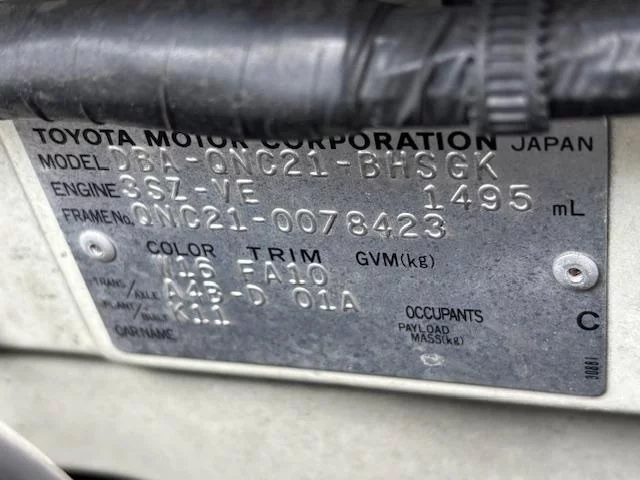 TOYOTA MOTOR CORPORATION JAPAN
MODEL DBA-QNC21-BHSGK
ENGINE 3SZ-VE 1495 mL
FRAME No. QNC21-0078423
COLOR TRIM GVM(kg)
W16 FA10
TRANS/AXLE A4B-D 01A
PLANT/BUILT K11 OCCUPANTS C
CAR NAME PAYLOAD MASS(kg)
30881